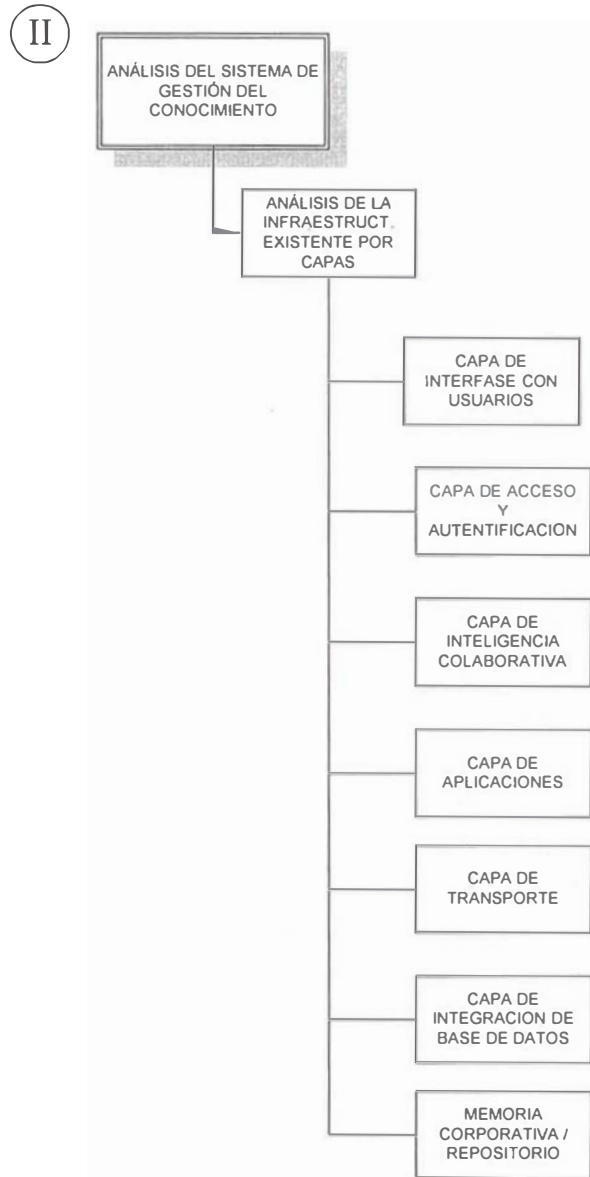 II
ANÁLISIS DEL SISTEMA DE
GESTIÓN DEL
CONOCIMIENTO
ANÁLISIS DE LA
INFRAESTRUCT.
EXISTENTE POR
CAPAS
CAPA DE
INTERFASE CON
USUARIOS
CAPA DE ACCESO
Y
AUTENTIFICACION
CAPA DE
INTELIGENCIA
COLABORATIVA
CAPA DE
APLICACIONES
CAPA DE
TRANSPORTE
CAPA DE
INTEGRACION DE
BASE DE DATOS
MEMORIA
CORPORATIVA /
REPOSITORIO